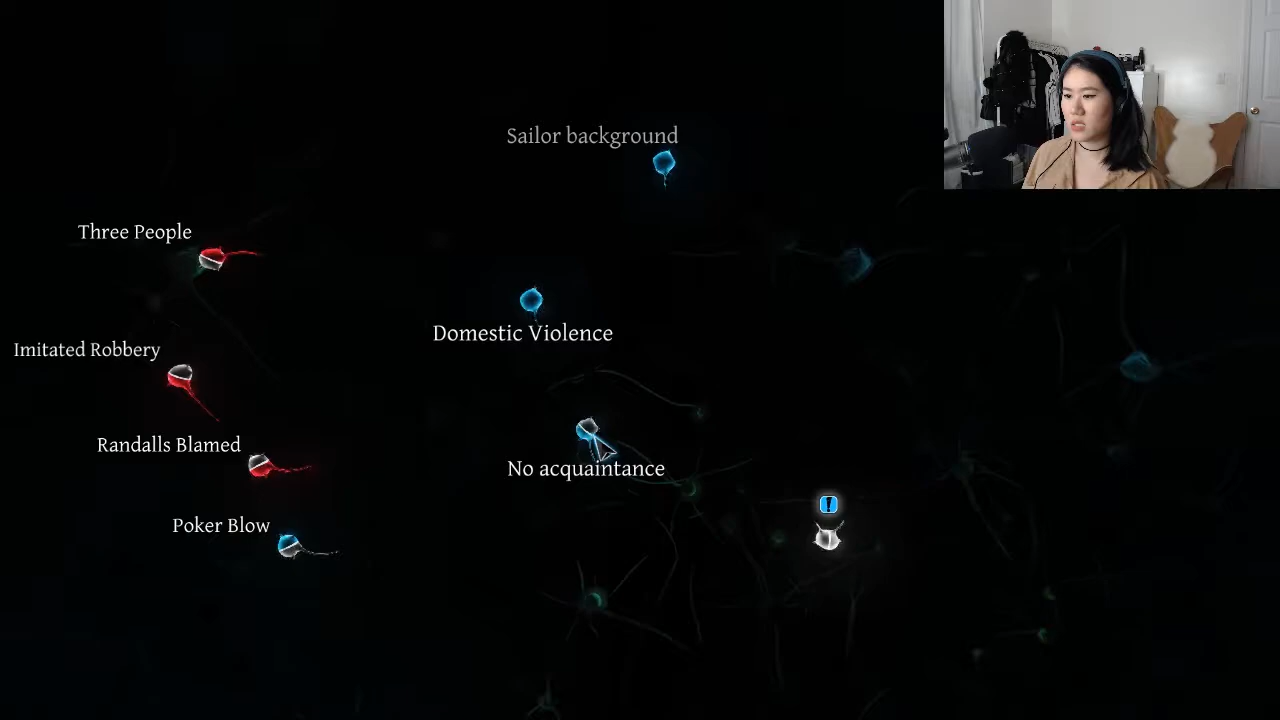 Sailor background
Three People
Domestic Violence
Imitated Robbery
Randalls Blamed
No acquaintance
!
Poker Blow